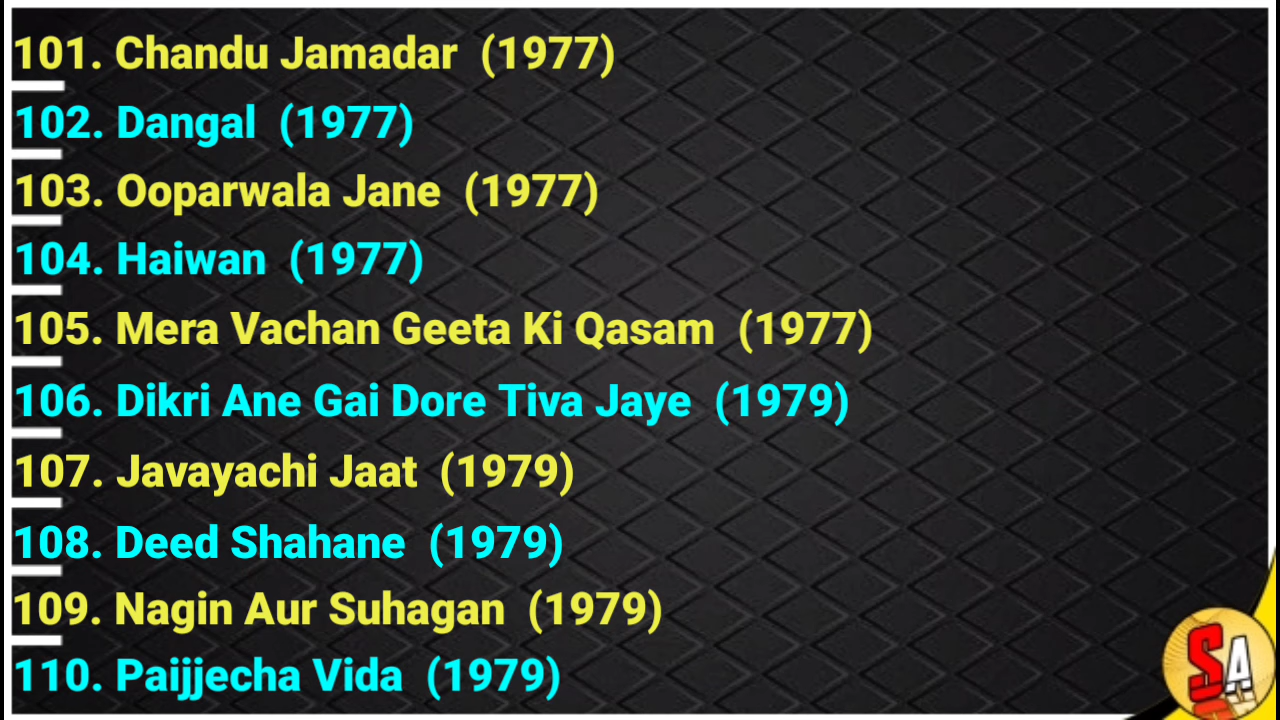 101. Chandu Jamadar (1977)
102. Dangal (1977)
103. Ooparwala Jane (1977)
104. Haiwan (1977)
105. Mera Vachan Geeta Ki Qasam (1977)
106. Dikri Ane Gai Dore Tiva Jaye (1979)
107. Javayachi Jaat (1979)
108. Deed Shahane (1979)
109. Nagin Aur Suhagan (1979)
110. Paijjecha Vida (1979)
SA